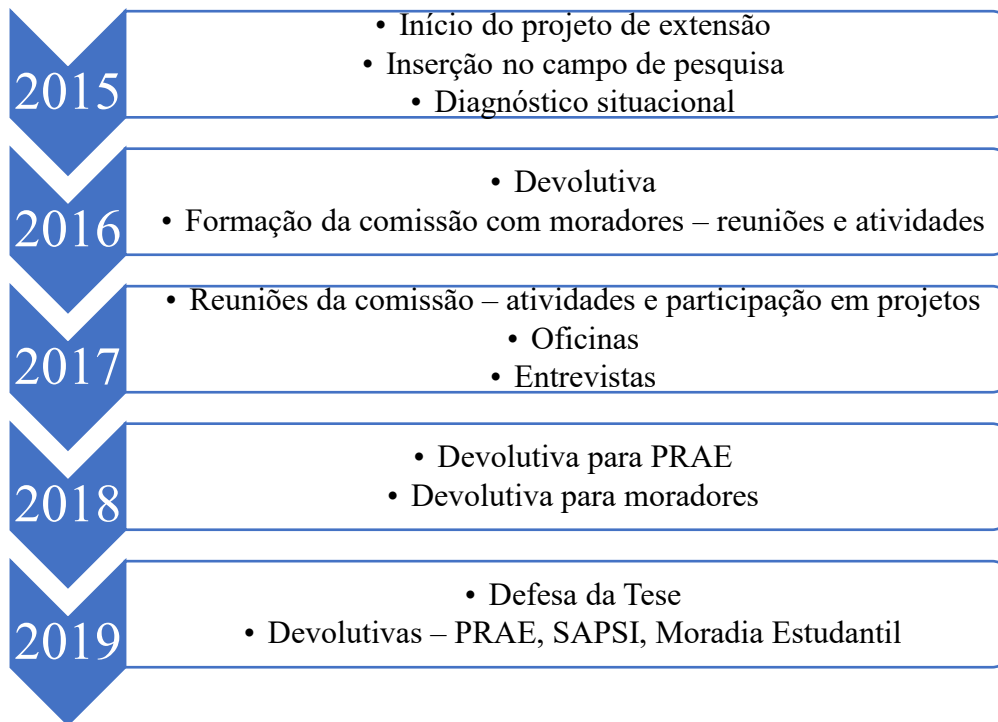 2015
• Início do projeto de extensão
• Inserção no campo de pesquisa
• Diagnóstico situacional
2016
• Devolutiva
• Formação da comissão com moradores – reuniões e atividades
2017
• Reuniões da comissão – atividades e participação em projetos
• Oficinas
• Entrevistas
2018
• Devolutiva para PRAE
• Devolutiva para moradores
2019
• Defesa da Tese
• Devolutivas – PRAE, SAPSI, Moradia Estudantil